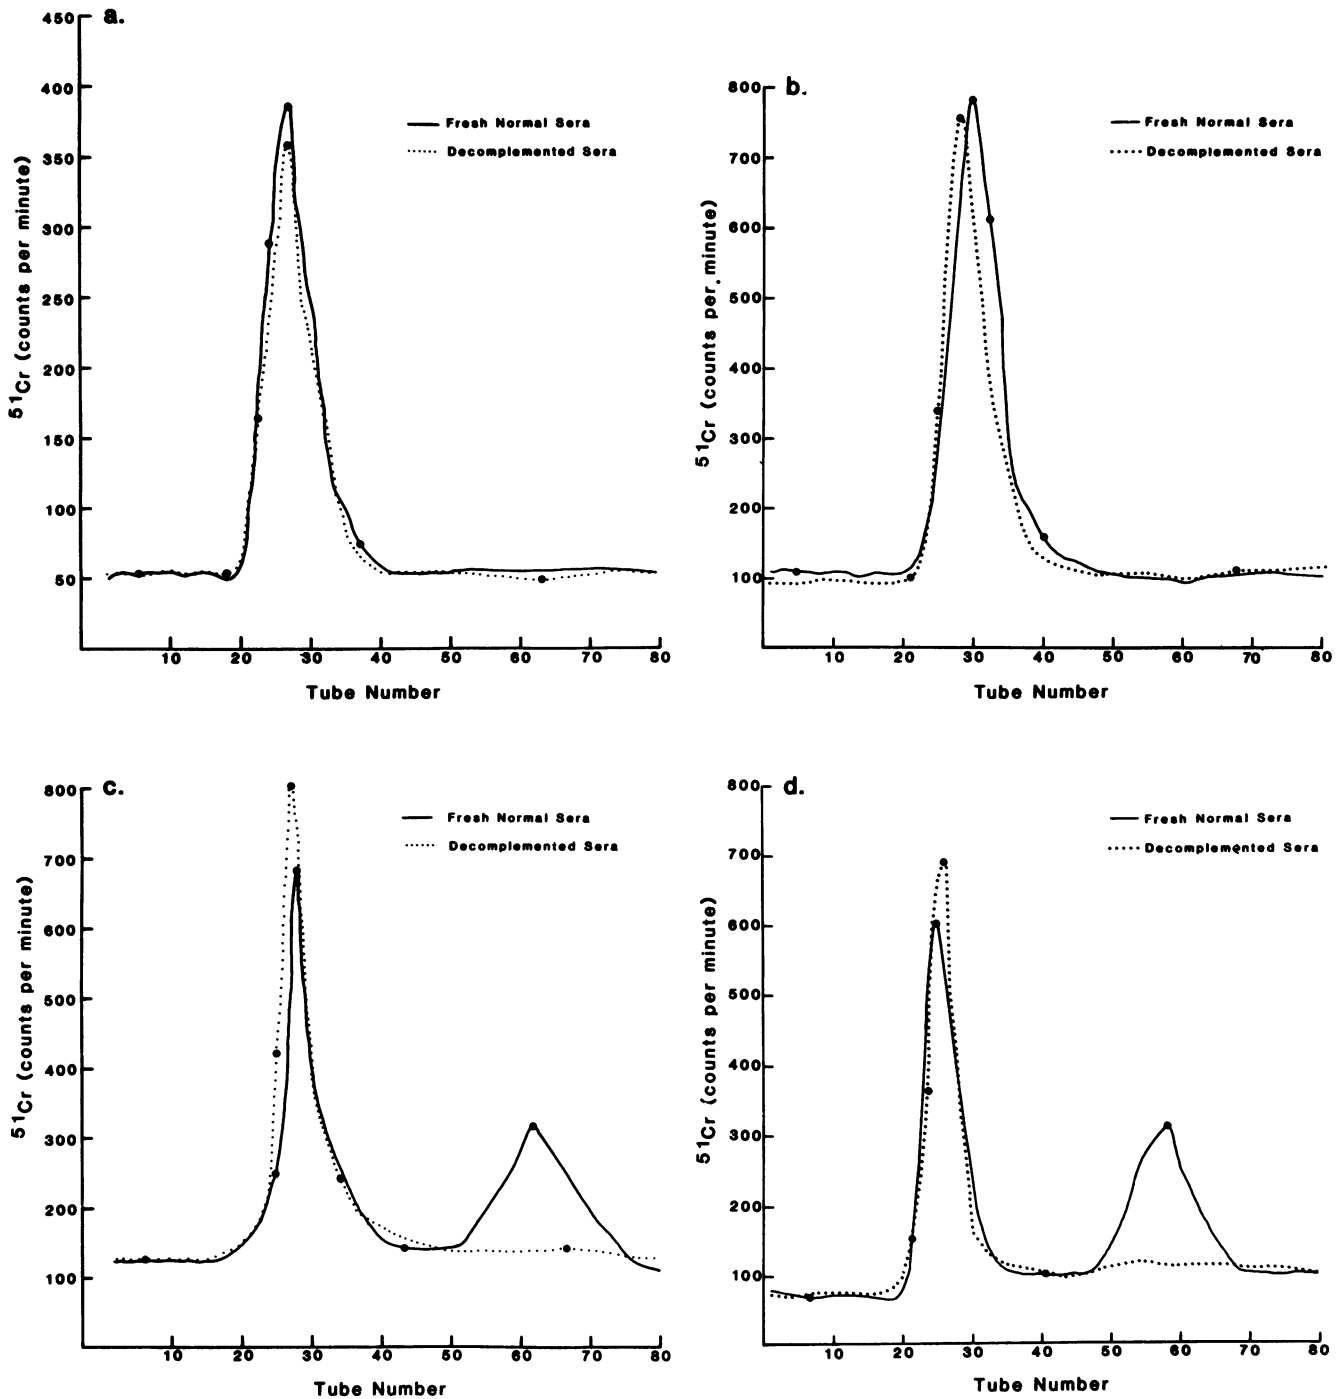 a.
450
400
350
300
250
200
150
100
50
51Cr (counts per minute)
Fresh Normal Sera
Decomplemented Sera
10 20 30 40 50 60 70 80
Tube Number
b.
800
700
600
500
400
300
200
100
51Cr (counts per minute)
Fresh Normal Sera
Decomplemented Sera
10 20 30 40 50 60 70 80
Tube Number
c.
800
700
600
500
400
300
200
100
51Cr (counts per minute)
Fresh Normal Sera
Decomplemented Sera
10 20 30 40 50 60 70 80
Tube Number
d.
800
700
600
500
400
300
200
100
51Cr (counts per minute)
Fresh Normal Sera
Decomplemented Sera
10 20 30 40 50 60 70 80
Tube Number